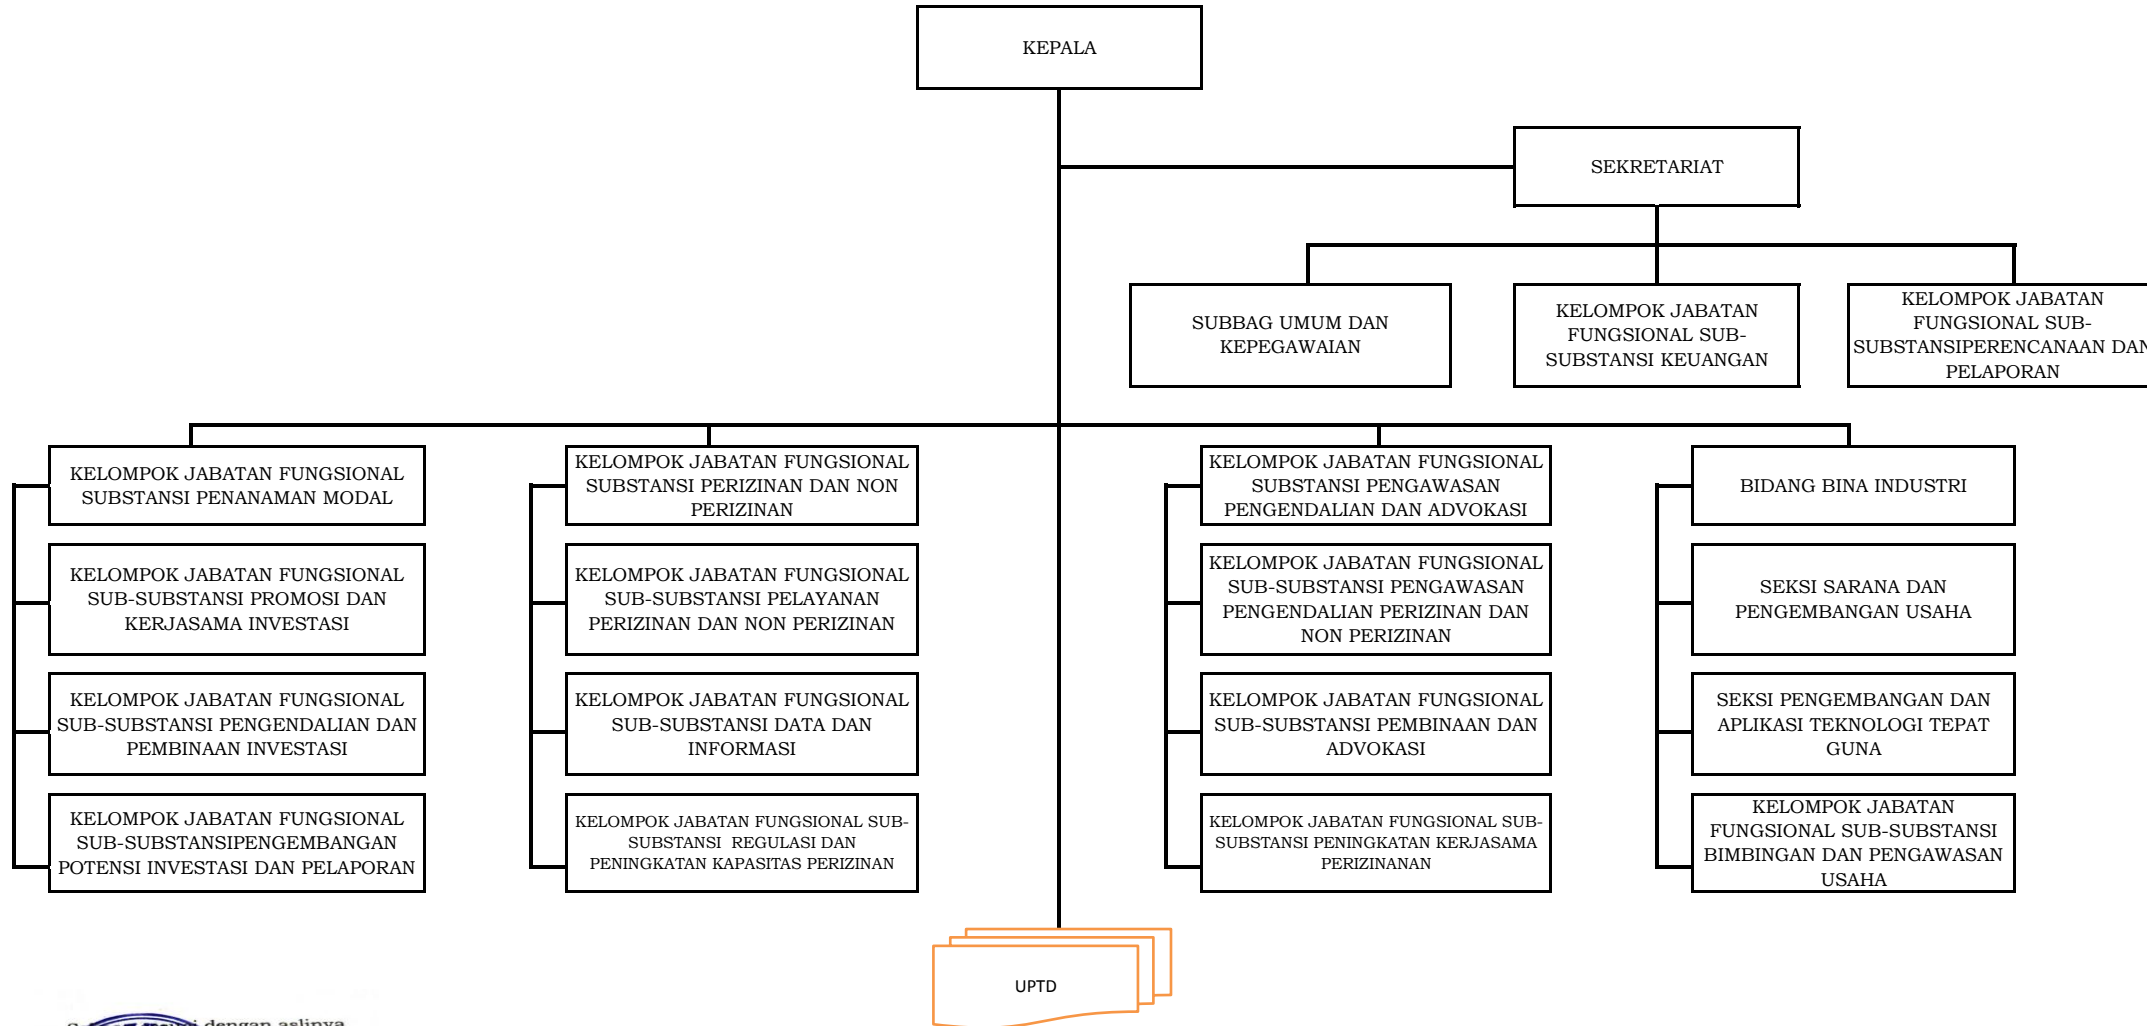 KEPALA
SEKRETARIAT
SUBBAG UMUM DAN
KEPEGAWAIAN
KELOMPOK JABATAN
FUNGSIONAL SUB-
SUBSTANSI KEUANGAN
KELOMPOK JABATAN
FUNGSIONAL SUB-
SUBSTANSIPERENCANAAN DAN
PELAPORAN
KELOMPOK JABATAN FUNGSIONAL
SUBSTANSI PENANAMAN MODAL
KELOMPOK JABATAN FUNGSIONAL
SUB-SUBSTANSI PROMOSI DAN
KERJASAMA INVESTASI
KELOMPOK JABATAN FUNGSIONAL
SUB-SUBSTANSI PENGENDALIAN DAN
PEMBINAAN INVESTASI
KELOMPOK JABATAN FUNGSIONAL
SUB-SUBSTANSIPENGEMBANGAN
POTENSI INVESTASI DAN PELAPORAN
KELOMPOK JABATAN FUNGSIONAL
SUBSTANSI PERIZINAN DAN NON
PERIZINAN
KELOMPOK JABATAN FUNGSIONAL
SUB-SUBSTANSI PELAYANAN
PERIZINAN DAN NON PERIZINAN
KELOMPOK JABATAN FUNGSIONAL
SUB-SUBSTANSI DATA DAN
INFORMASI
KELOMPOK JABATAN FUNGSIONAL SUB-
SUBSTANSI REGULASI DAN
PENINGKATAN KAPASITAS PERIZINAN
KELOMPOK JABATAN FUNGSIONAL
SUBSTANSI PENGAWASAN
PENGENDALIAN DAN ADVOKASI
KELOMPOK JABATAN FUNGSIONAL
SUB-SUBSTANSI PENGAWASAN
PENGENDALIAN PERIZINAN DAN
NON PERIZINAN
KELOMPOK JABATAN FUNGSIONAL
SUB-SUBSTANSI PEMBINAAN DAN
ADVOKASI
KELOMPOK JABATAN FUNGSIONAL SUB-
SUBSTANSI PENINGKATAN KERJASAMA
PERIZINANAN
BIDANG BINA INDUSTRI
SEKSI SARANA DAN
PENGEMBANGAN USAHA
SEKSI PENGEMBANGAN DAN
APLIKASI TEKNOLOGI TEPAT
GUNA
KELOMPOK JABATAN
FUNGSIONAL SUB-SUBSTANSI
BIMBINGAN DAN PENGAWASAN
USAHA
UPTD
dengan aslinya